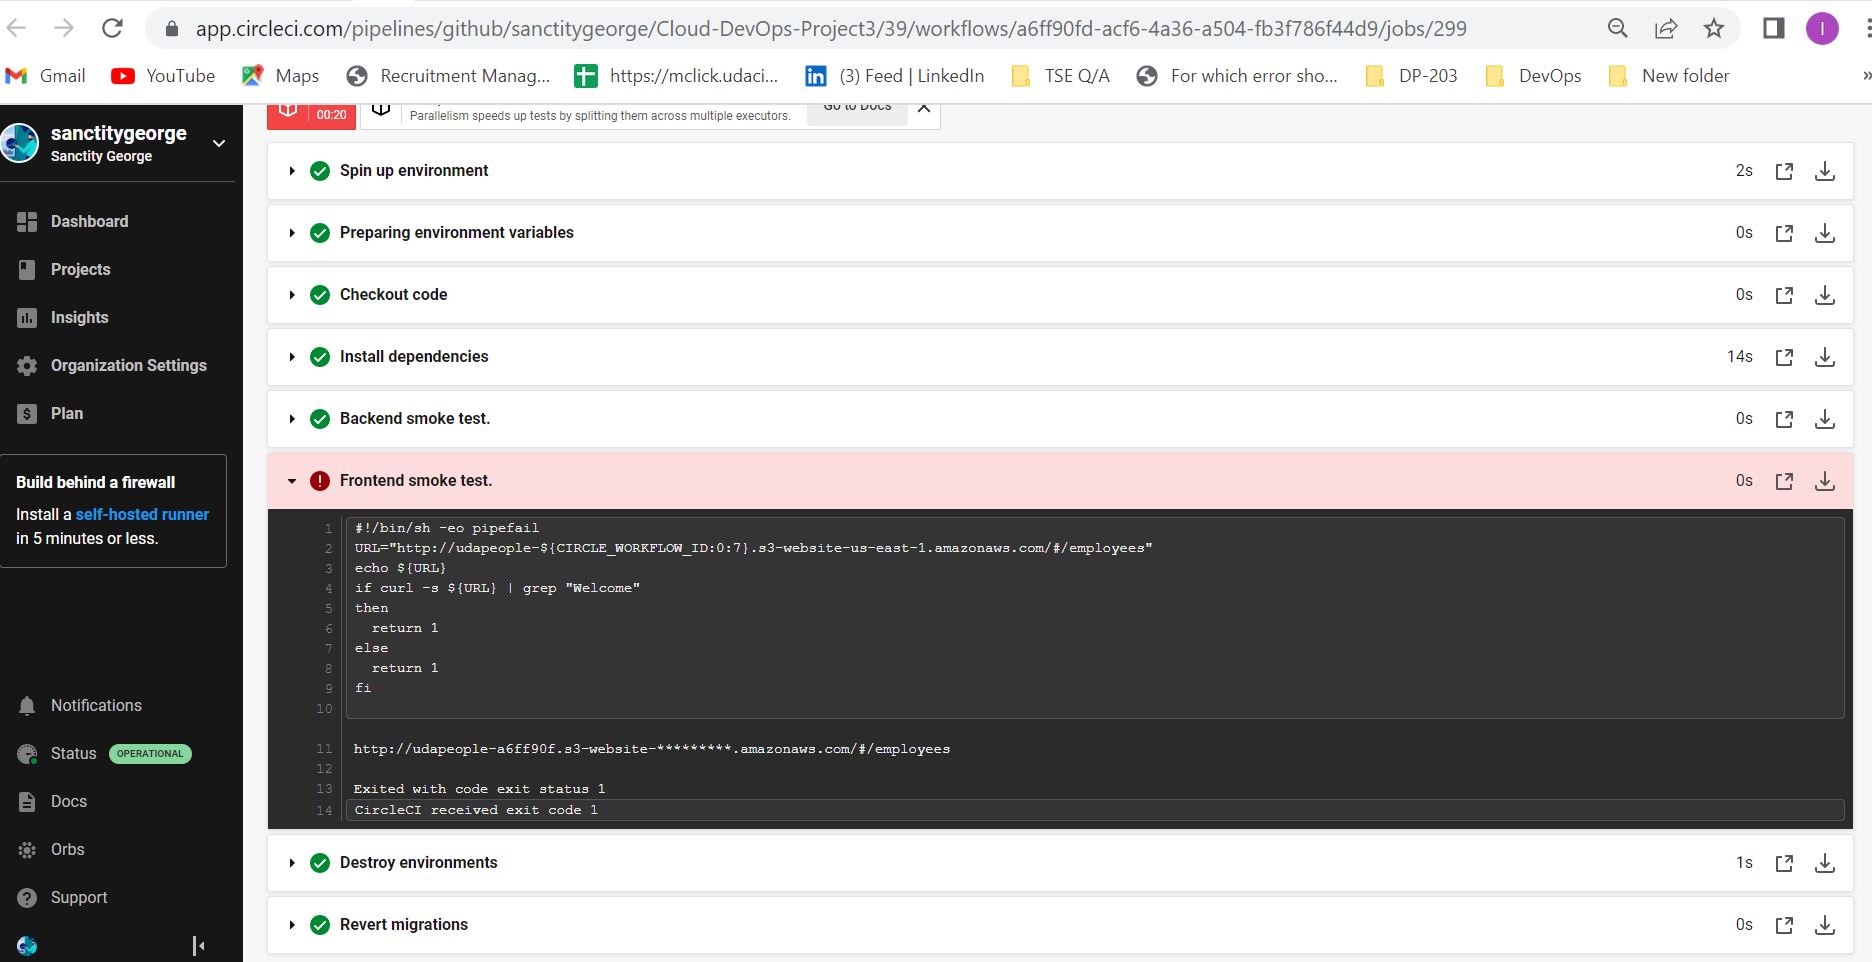 app.circleci.com/pipelines/github/sanctitygeorge/Cloud-DevOps-Project3/39/workflows/a6ff90fd-acf6-4a36-a504-fb3f786f44d9/jobs/299
I
Gmail YouTube Maps Recruitment Manag... https://mclick.udaci... (3) Feed | LinkedIn TSE Q/A For which error sho... DP-203 DevOps New folder »
sanctitygeorge
Sanctity George
Dashboard
Projects
Insights
Organization Settings
Plan
Build behind a firewall
Install a self-hosted runner
in 5 minutes or less.
Notifications
Status OPERATIONAL
Docs
Orbs
Support
00:20
Parallelism speeds up tests by splitting them across multiple executors.
Go to Docs
Spin up environment 2s
Preparing environment variables 0s
Checkout code 0s
Install dependencies 14s
Backend smoke test. 0s
Frontend smoke test. 0s
1 #!/bin/sh -eo pipefail
2 URL="http://udapeople-${CIRCLE_WORKFLOW_ID:0:7}.s3-website-us-east-1.amazonaws.com/#/employees"
3 echo ${URL}
4 if curl -s ${URL} | grep "Welcome"
5 then
6 return 1
7 else
8 return 1
9 fi
10
11 http://udapeople-a6ff90f.s3-website-*********.amazonaws.com/#/employees
12
13 Exited with code exit status 1
14 CircleCI received exit code 1
Destroy environments 1s
Revert migrations 0s